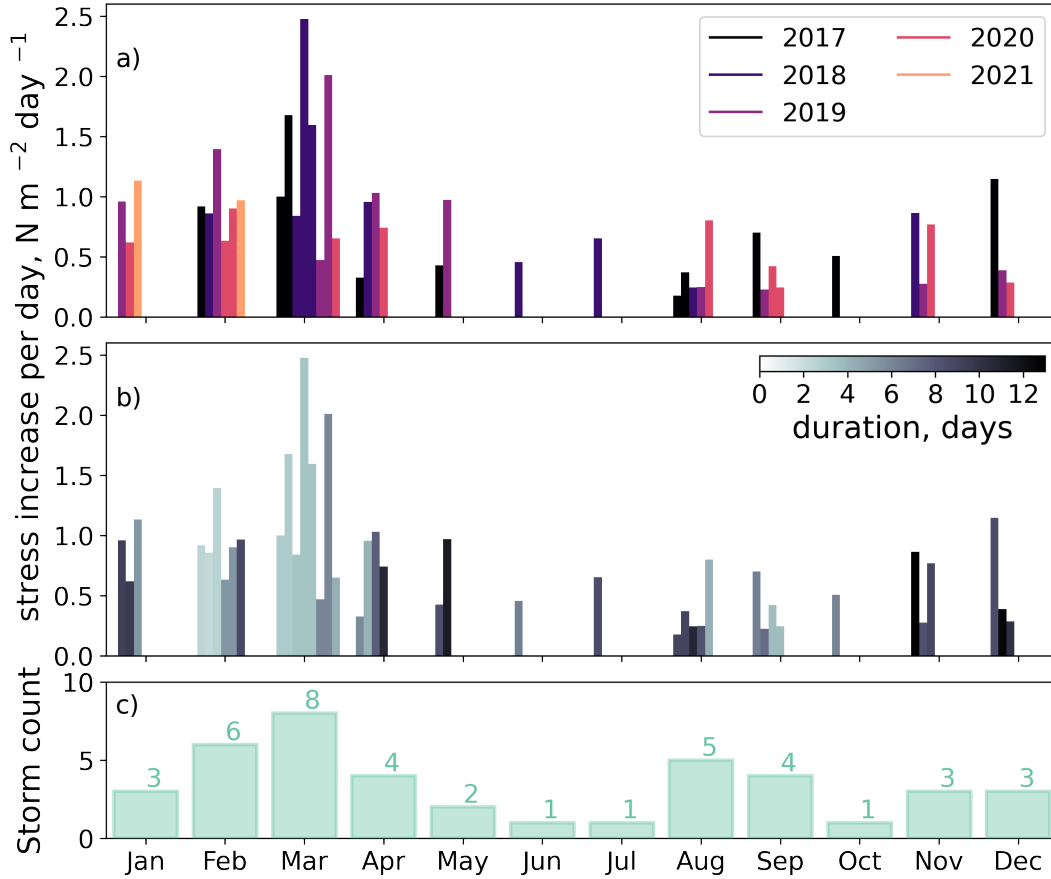 a)
2.5
2.0
1.5
1.0
0.5
0.0
2017
2018
2019
2020
2021
stress increase per day, N m⁻² day⁻¹
b)
2.5
2.0
1.5
1.0
0.5
0.0
0 2 4 6 8 10 12
duration, days
c)
Storm count
10
5
0
3 6 8 4 2 1 1 5 4 1 3 3
Jan Feb Mar Apr May Jun Jul Aug Sep Oct Nov Dec